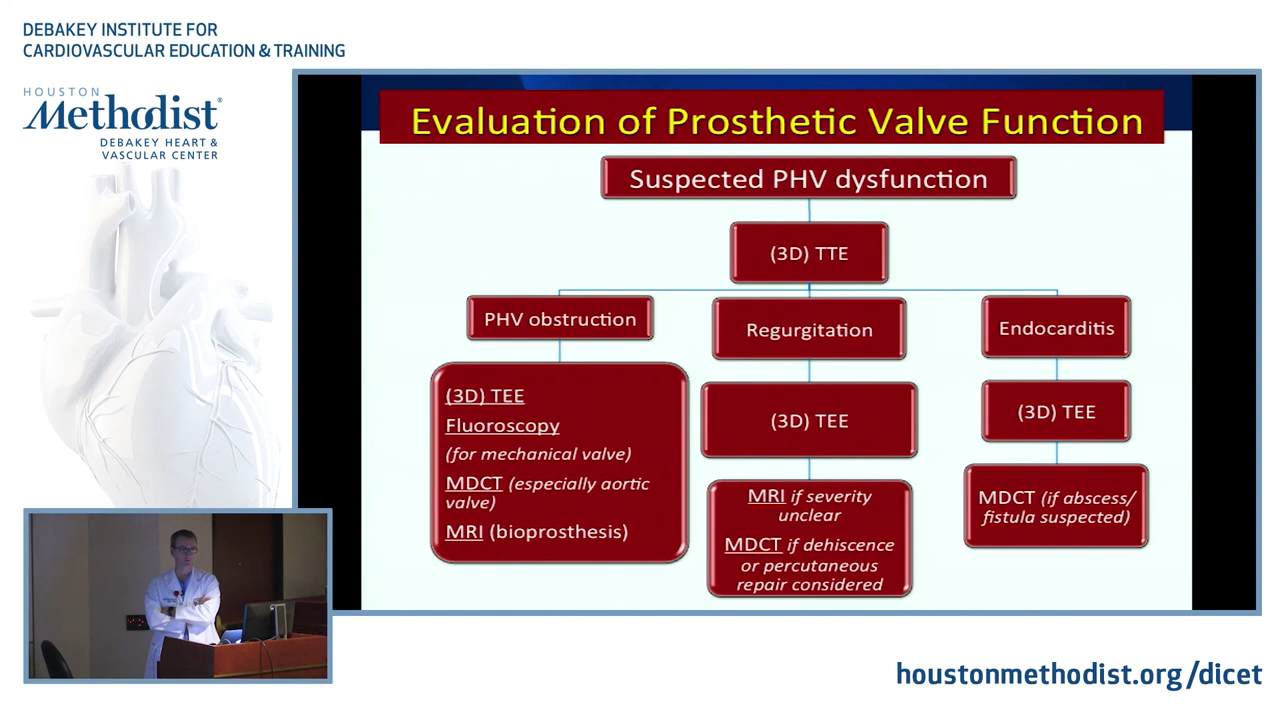 DEBAKEY INSTITUTE FOR
CARDIOVASCULAR EDUCATION & TRAINING
HOUSTON
Methodist®
DEBAKEY HEART &
VASCULAR CENTER
Evaluation of Prosthetic Valve Function
Suspected PHV dysfunction
(3D) TTE
PHV obstruction
(3D) TEE
Fluoroscopy
(for mechanical valve)
MDCT (especially aortic
valve)
MRI (bioprosthesis)
Regurgitation
(3D) TEE
MRI if severity
unclear
MDCT if dehiscence
or percutaneous
repair considered
Endocarditis
(3D) TEE
MDCT (if abscess/
fistula suspected)
houstonmethodist.org/dicet